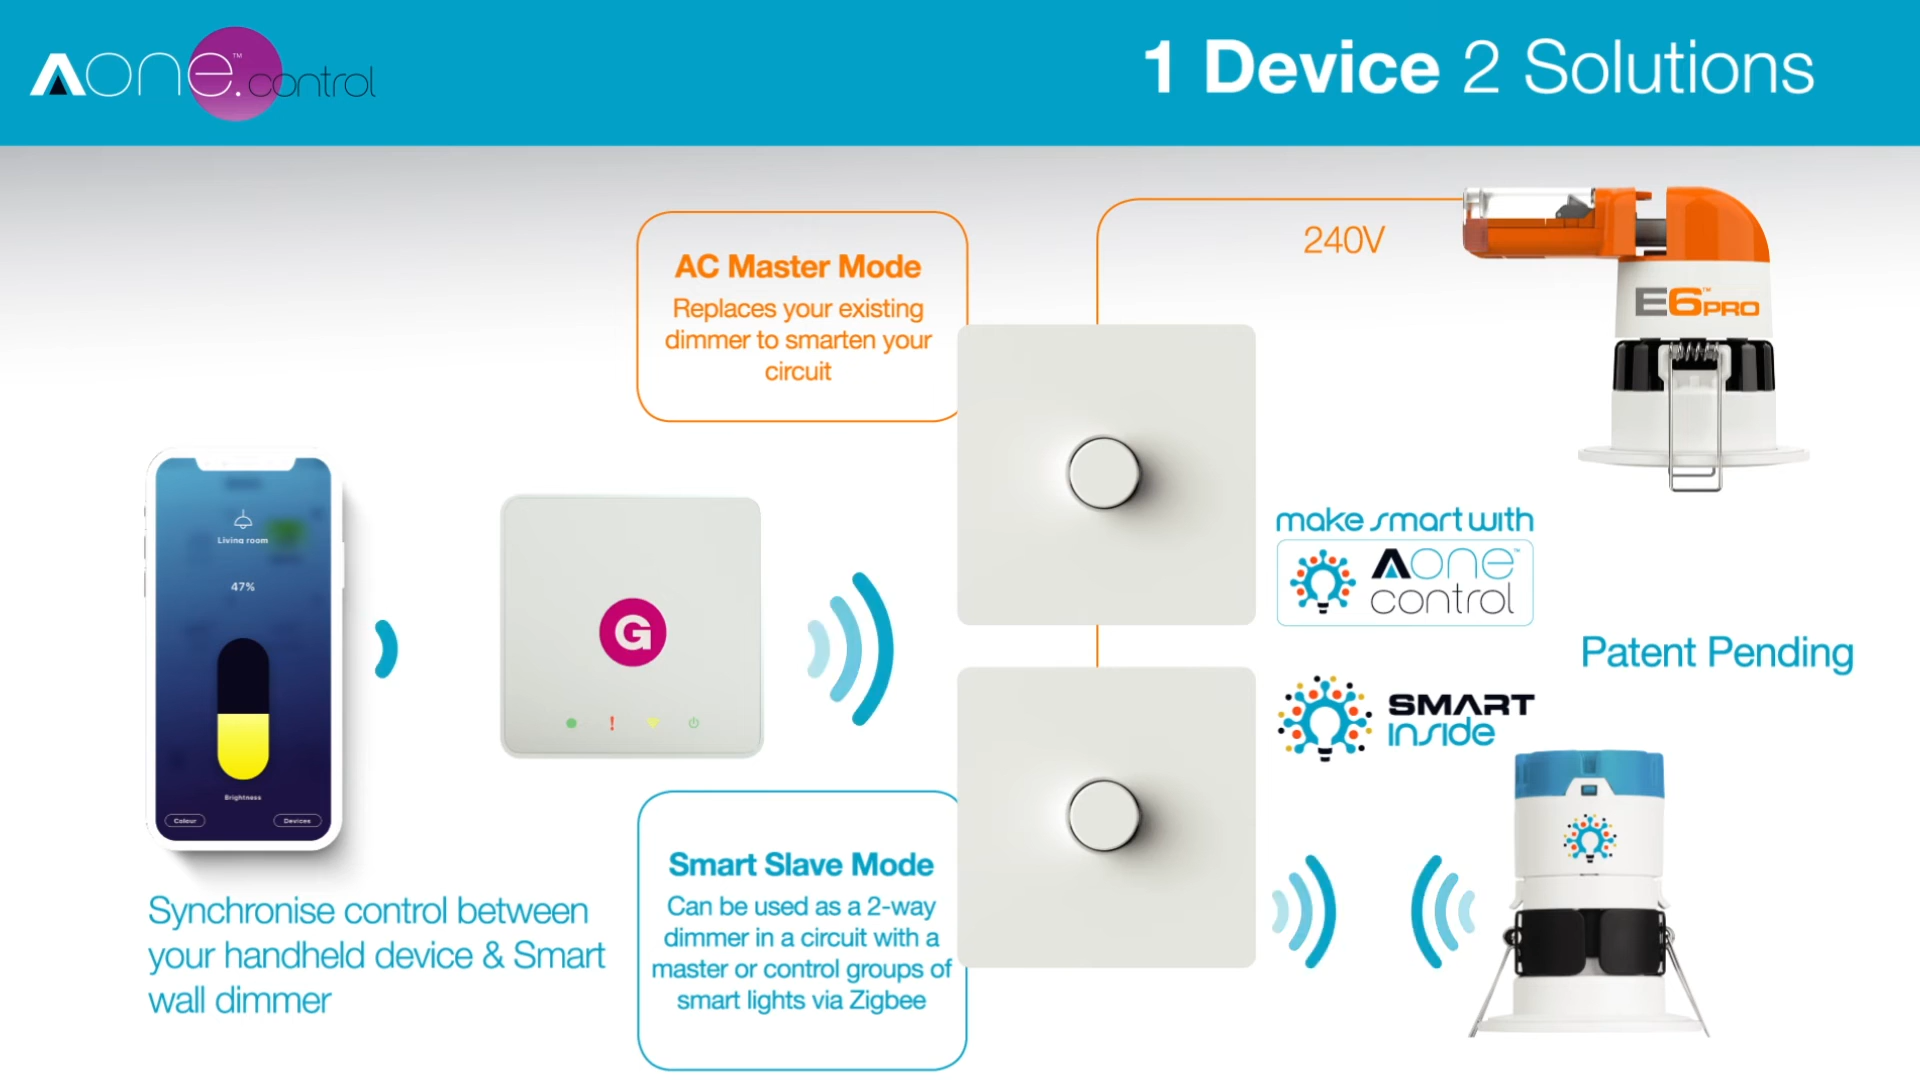 Aone.™control
1 Device 2 Solutions
AC Master Mode
Replaces your existing
dimmer to smarten your
circuit
240V
E6™PRO
Living room
47%
Brightness
Colour
Devices
G
!
make smart with
Aone™
control
SMART
inside
Patent Pending
Synchronise control between
your handheld device & Smart
wall dimmer
Smart Slave Mode
Can be used as a 2-way
dimmer in a circuit with a
master or control groups of
smart lights via Zigbee